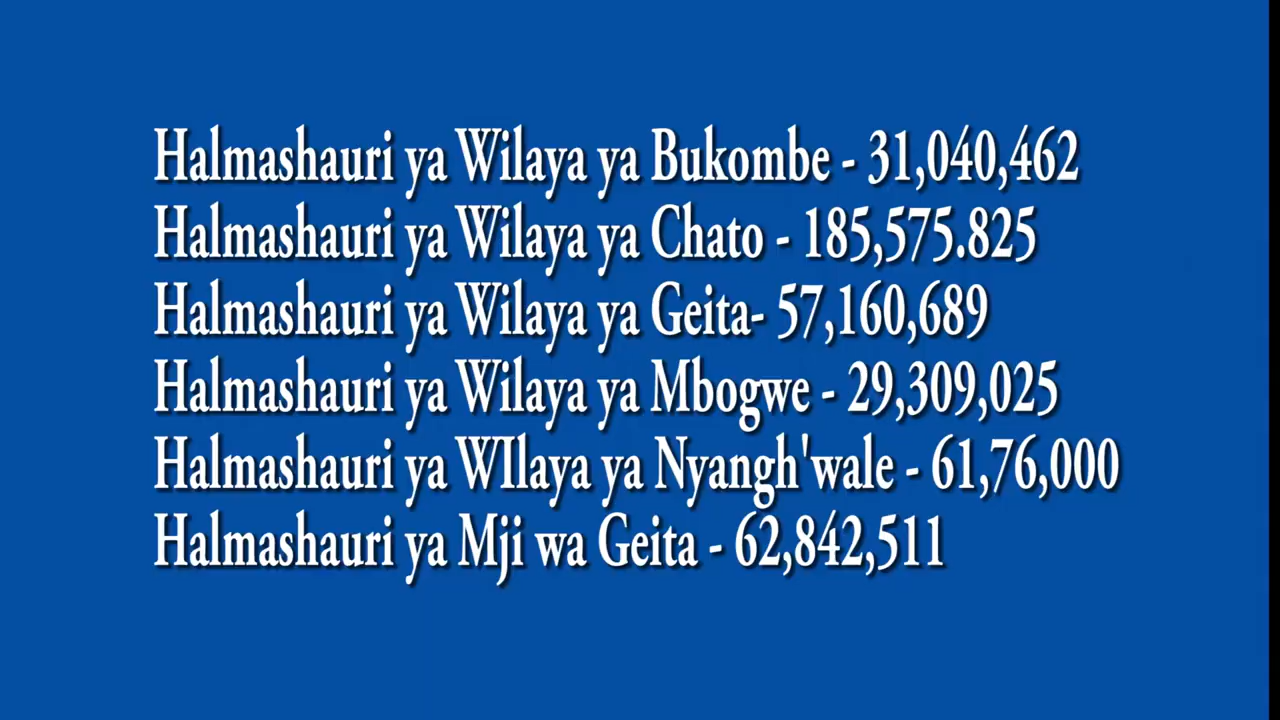 Halmashauri ya Wilaya ya Bukombe - 31,040,462
Halmashauri ya Wilaya ya Chato - 185,575.825
Halmashauri ya Wilaya ya Geita- 57,160,689
Halmashauri ya Wilaya ya Mbogwe - 29,309,025
Halmashauri ya WIlaya ya Nyangh'wale - 61,76,000
Halmashauri ya Mji wa Geita - 62,842,511